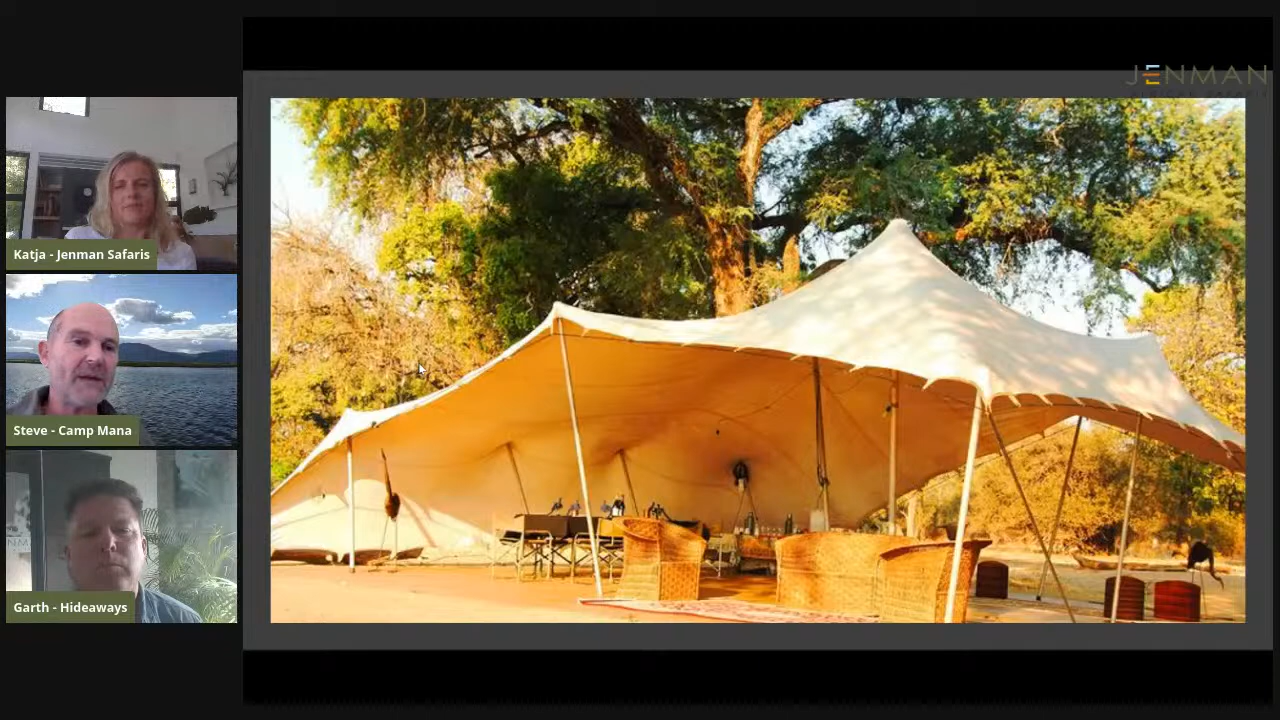 JENMAN
Katja - Jenman Safaris
Steve - Camp Mana
Garth - Hideaways